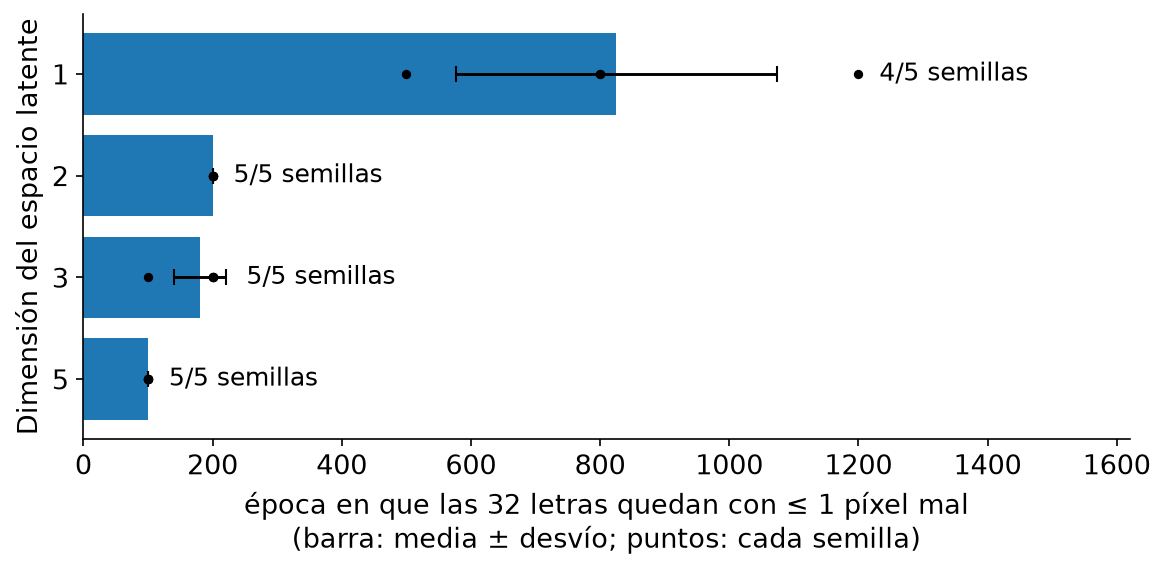 Dimensión del espacio latente
1
4/5 semillas
2
5/5 semillas
3
5/5 semillas
5
5/5 semillas
0 200 400 600 800 1000 1200 1400 1600
época en que las 32 letras quedan con ≤ 1 píxel mal
(barra: media ± desvío; puntos: cada semilla)